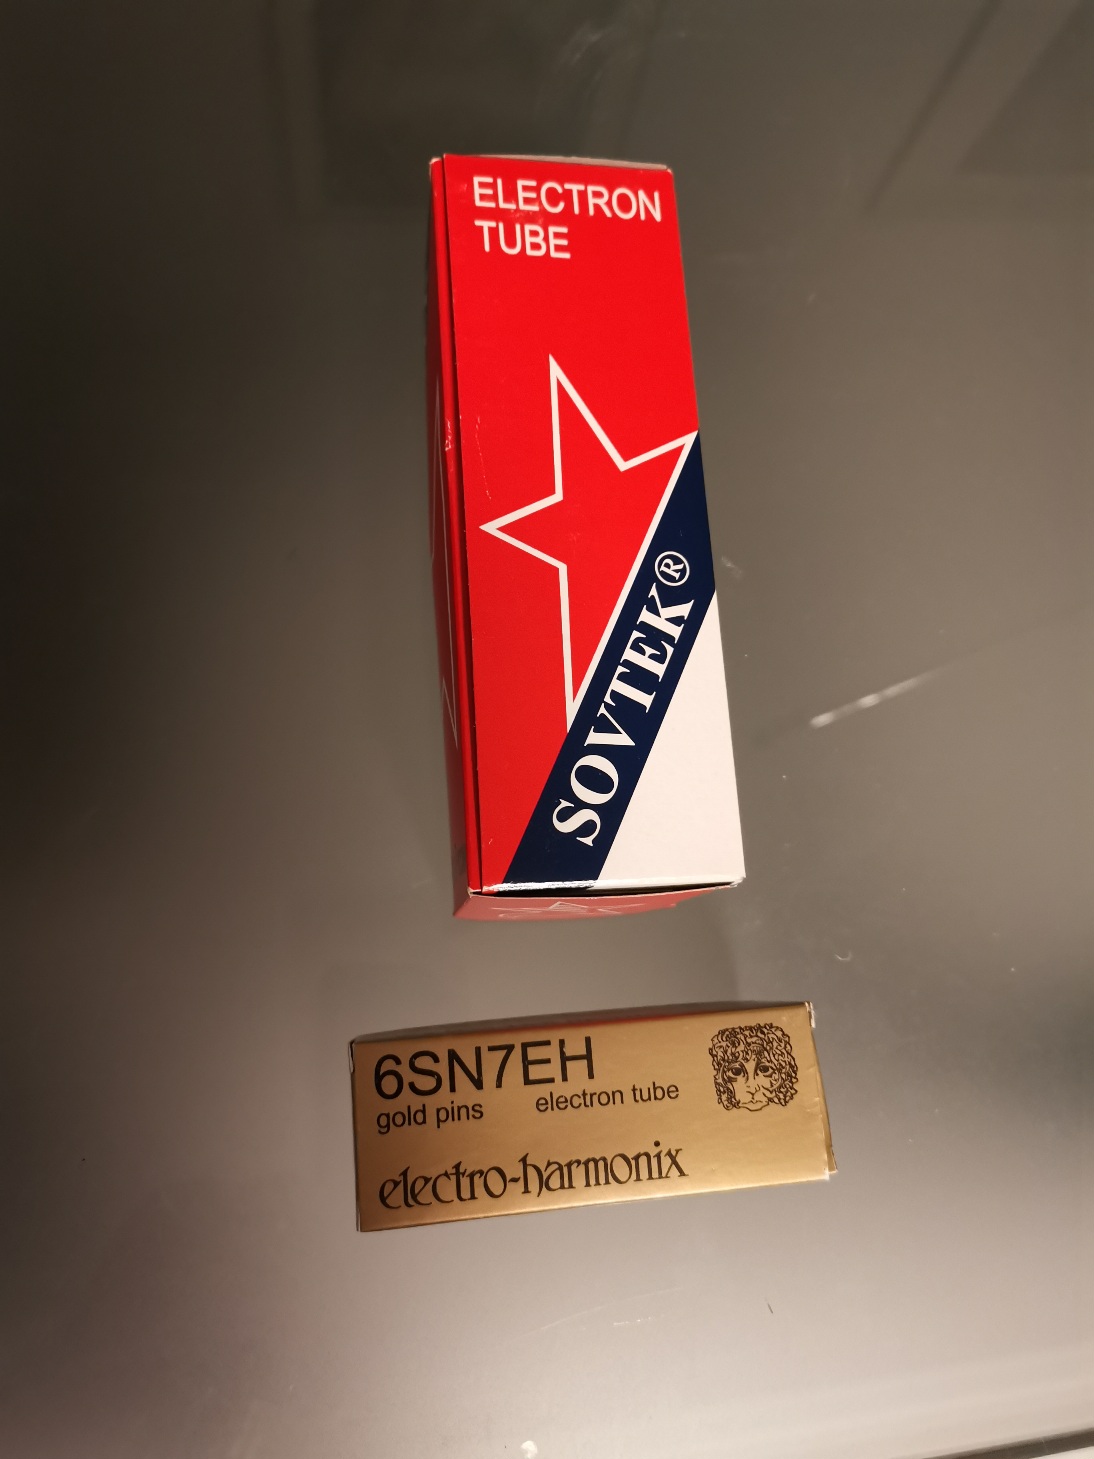 ELECTRON
TUBE
SOVTEK®
6SN7EH
gold pins electron tube
electro-harmonix